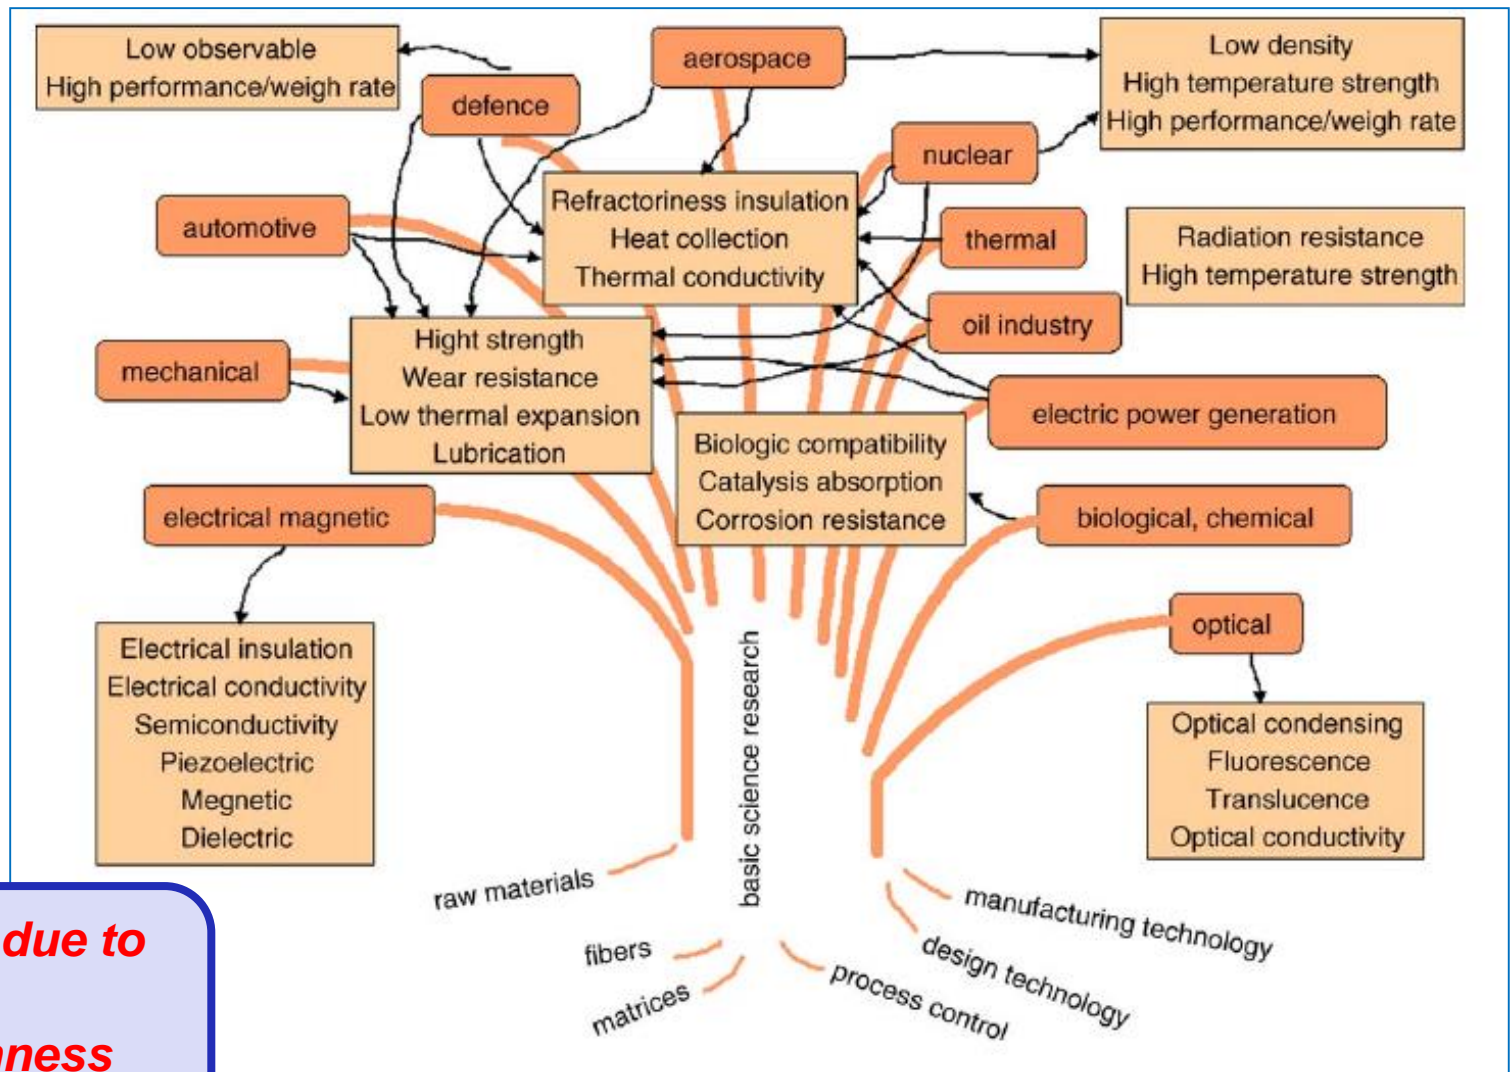 Low observable
High performance/weigh rate
aerospace
Low density
High temperature strength
High performance/weigh rate
defence
nuclear
Refractoriness insulation
Heat collection
Thermal conductivity
automotive
thermal
Radiation resistance
High temperature strength
oil industry
Hight strength
Wear resistance
Low thermal expansion
Lubrication
mechanical
electric power generation
Biologic compatibility
Catalysis absorption
Corrosion resistance
electrical magnetic
biological, chemical
optical
Electrical insulation
Electrical conductivity
Semiconductivity
Piezoelectric
Megnetic
Dielectric
basic science research
Optical condensing
Fluorescence
Translucence
Optical conductivity
raw materials
fibers
matrices
process control
design technology
manufacturing technology
due to